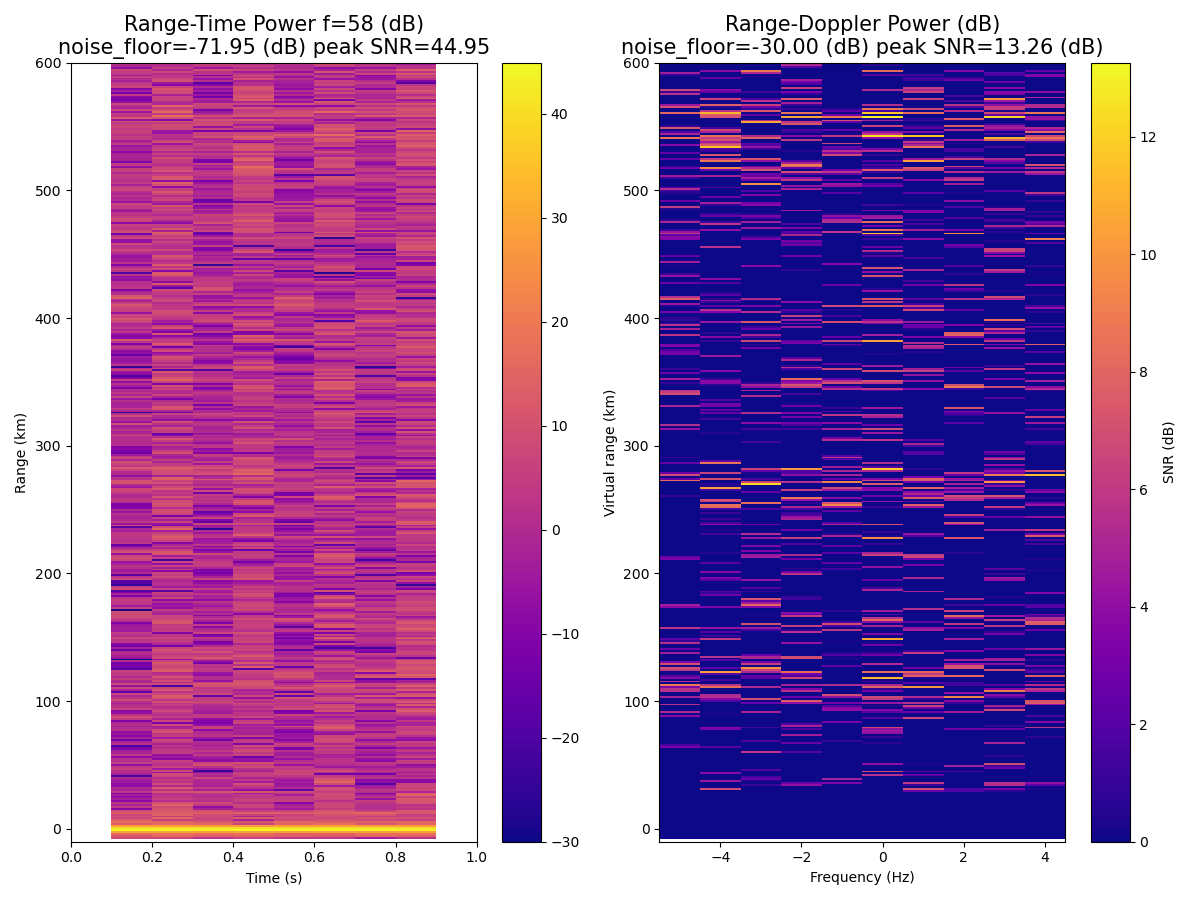 Range-Time Power f=58 (dB)
noise_floor=-71.95 (dB) peak SNR=44.95
Range-Doppler Power (dB)
noise_floor=-30.00 (dB) peak SNR=13.26 (dB)
600
500
400
300
200
100
0
Range (km)
0.0 0.2 0.4 0.6 0.8 1.0
Time (s)
40
30
20
10
0
−10
−20
−30
600
500
400
300
200
100
0
Virtual range (km)
−4 −2 0 2 4
Frequency (Hz)
12
10
8
6
4
2
0
SNR (dB)